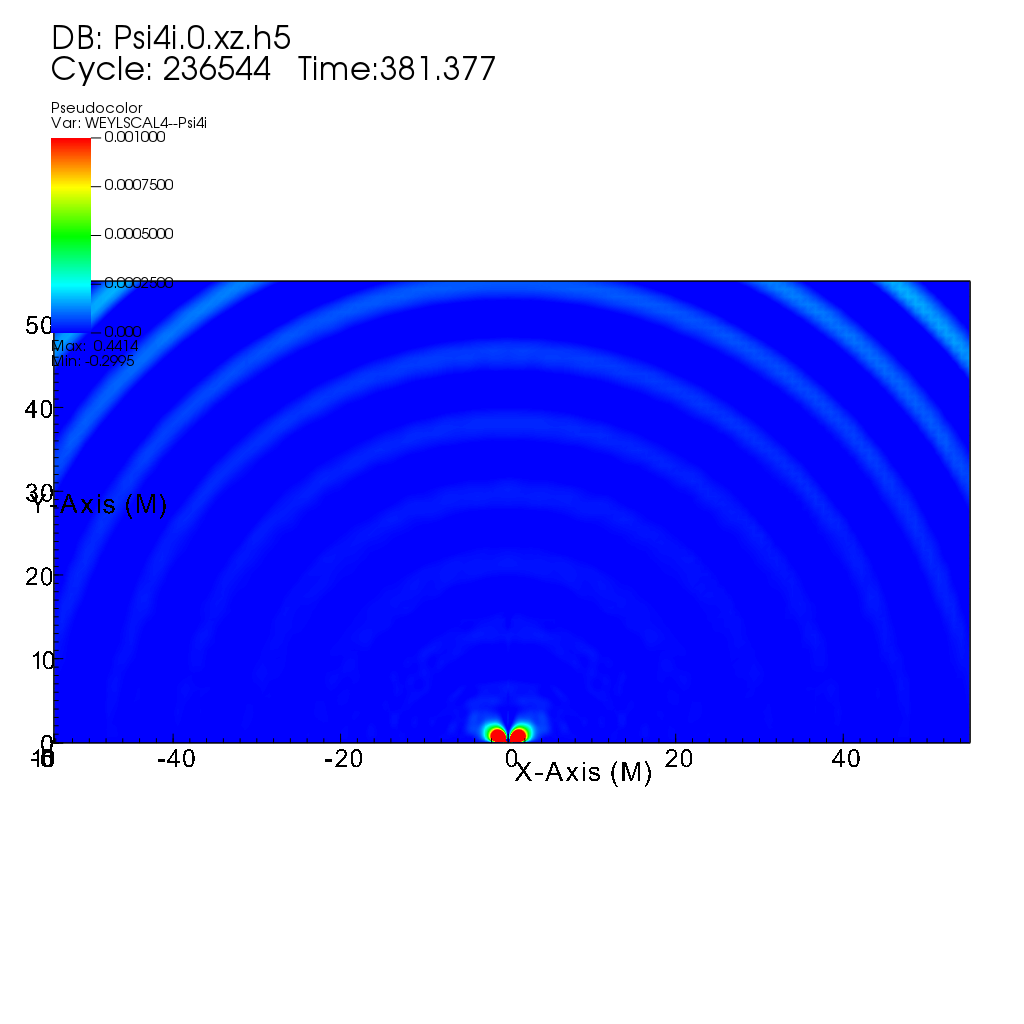 DB: Psi4i.0.xz.h5
Cycle: 236544 Time:381.377
Pseudocolor
Var: WEYLSCAL4--Psi4i
0.001000
0.0007500
0.0005000
0.0002500
0.000
Max: 0.4414
Min: -0.2995
50
40
30
Y-Axis (M)
20
10
0
-40
-20
0
20
40
X-Axis (M)